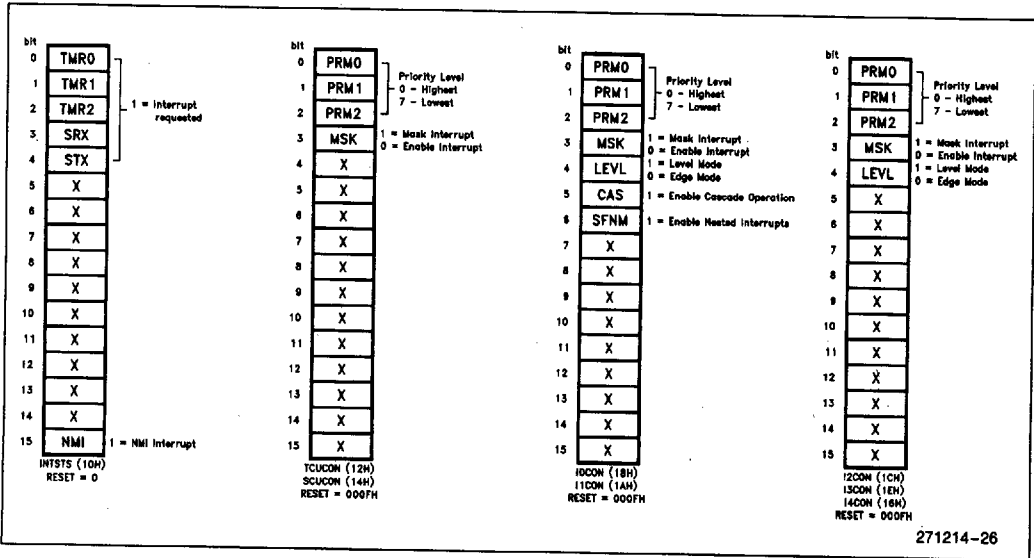 bit
0 TMR0
1 TMR1
2 TMR2
3 SRX
4 STX
5 X
6 X
7 X
8 X
9 X
10 X
11 X
12 X
13 X
14 X
15 NMI
1 = Interrupt
requested
1 = NMI Interrupt
INTSTS (10H)
RESET = 0
bit
0 PRM0
1 PRM1
2 PRM2
3 MSK
4 X
5 X
6 X
7 X
8 X
9 X
10 X
11 X
12 X
13 X
14 X
15 X
Priority Level
0 - Highest
7 - Lowest
1 = Mask Interrupt
0 = Enable Interrupt
TCUCON (12H)
SCUCON (14H)
RESET = 000FH
bit
0 PRM0
1 PRM1
2 PRM2
3 MSK
4 LEVL
5 CAS
6 SFNM
7 X
8 X
9 X
10 X
11 X
12 X
13 X
14 X
15 X
Priority Level
0 - Highest
7 - Lowest
1 = Mask Interrupt
0 = Enable Interrupt
1 = Level Mode
0 = Edge Mode
1 = Enable Cascade Operation
1 = Enable Nested Interrupts
I0CON (18H)
I1CON (1AH)
RESET = 000FH
bit
0 PRM0
1 PRM1
2 PRM2
3 MSK
4 LEVL
5 X
6 X
7 X
8 X
9 X
10 X
11 X
12 X
13 X
14 X
15 X
Priority Level
0 - Highest
7 - Lowest
1 = Mask Interrupt
0 = Enable Interrupt
1 = Level Mode
0 = Edge Mode
I2CON (1CH)
I3CON (1EH)
I4CON (16H)
RESET = 000FH
271214-26